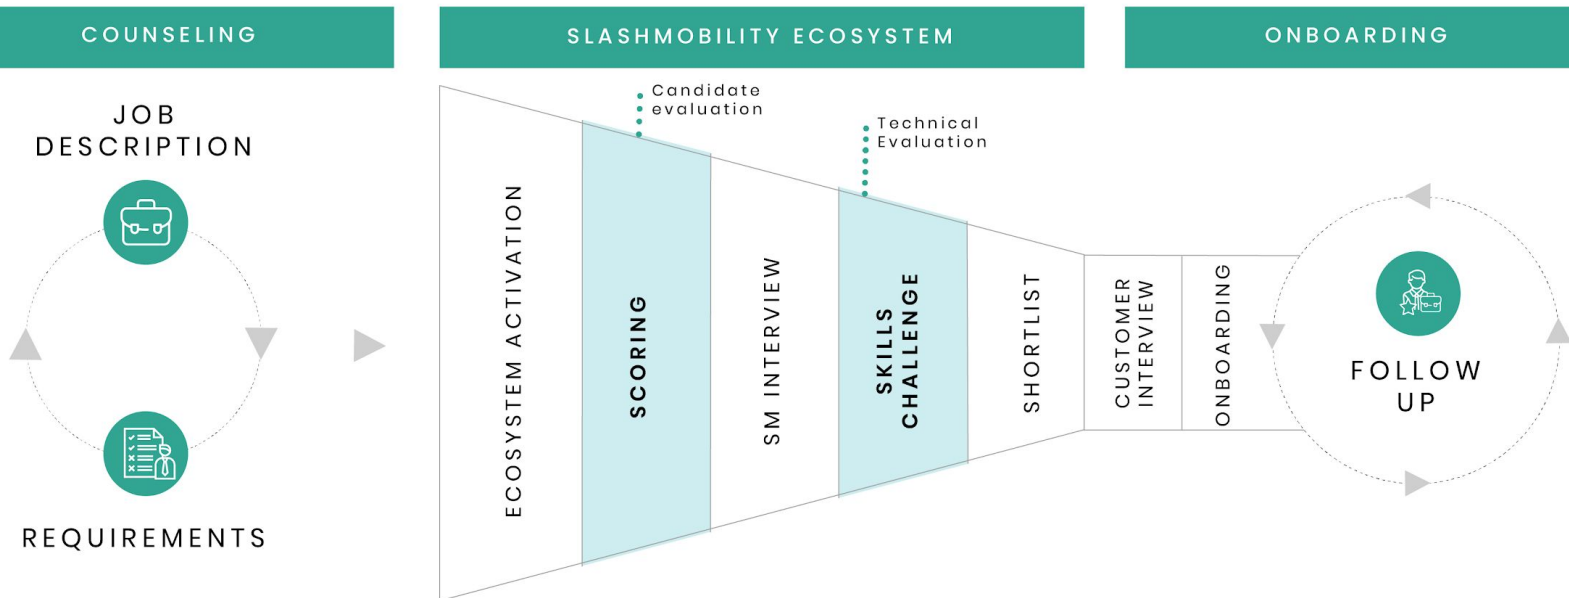 COUNSELING
SLASHMOBILITY ECOSYSTEM
ONBOARDING
JOB
DESCRIPTION
REQUIREMENTS
Candidate
evaluation
Technical
Evaluation
ECOSYSTEM ACTIVATION
SCORING
SM INTERVIEW
SKILLS
CHALLENGE
SHORTLIST
CUSTOMER
INTERVIEW
ONBOARDING
FOLLOW
UP